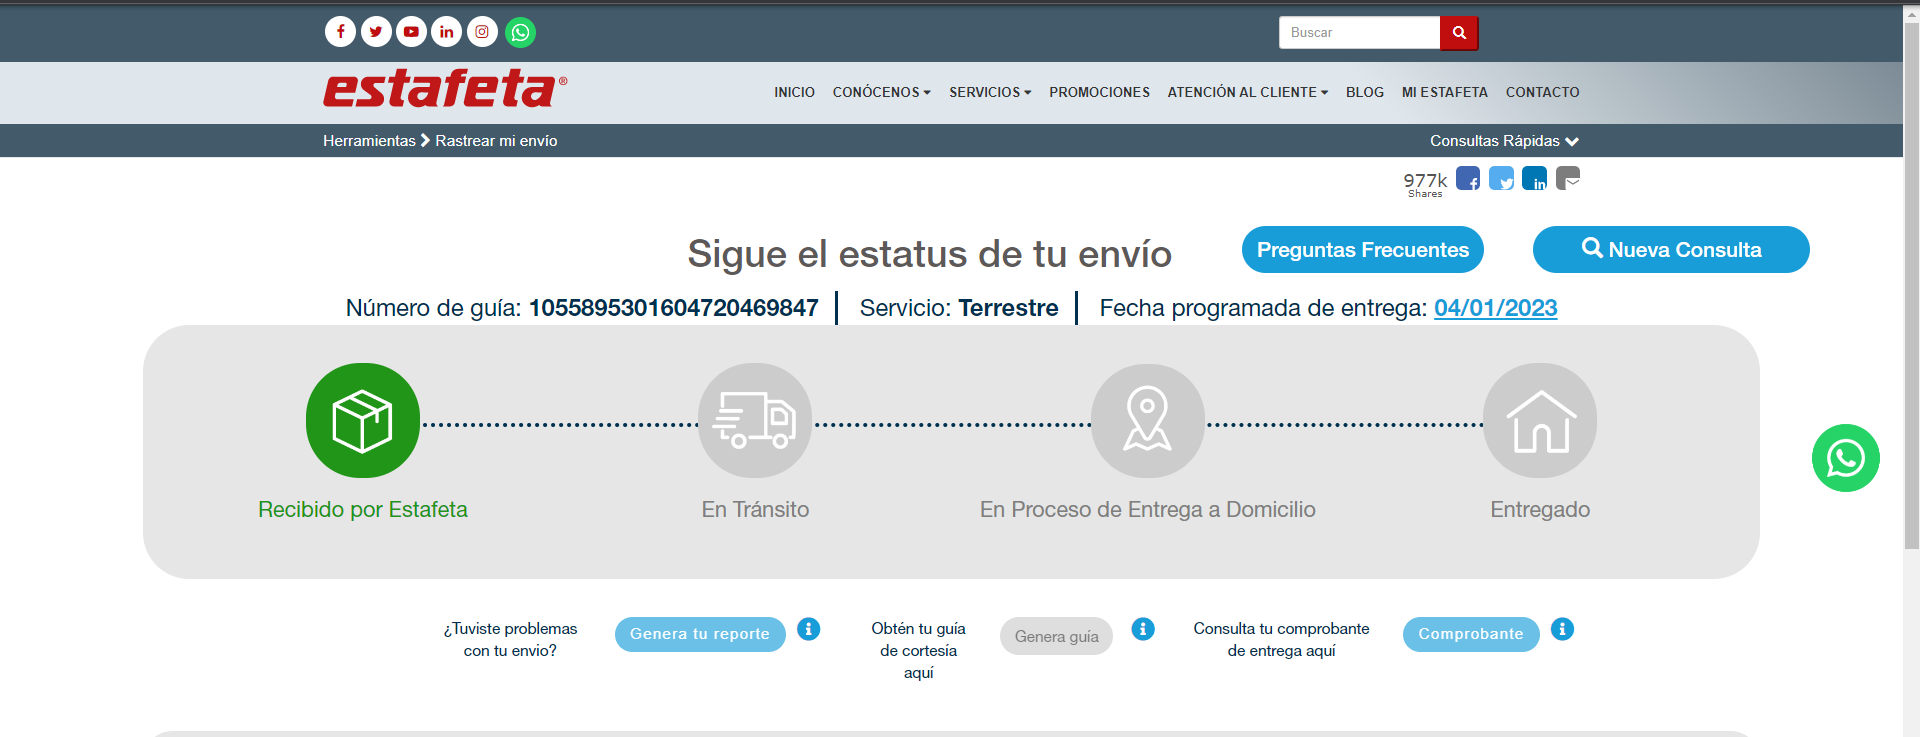 Buscar
estafeta®
INICIO CONÓCENOS SERVICIOS PROMOCIONES ATENCIÓN AL CLIENTE BLOG MI ESTAFETA CONTACTO
Herramientas Rastrear mi envío Consultas Rápidas
977k
Shares
Sigue el estatus de tu envío Preguntas Frecuentes Nueva Consulta
Número de guía: 1055895301604720469847 Servicio: Terrestre Fecha programada de entrega: 04/01/2023
Recibido por Estafeta En Tránsito En Proceso de Entrega a Domicilio Entregado
¿Tuviste problemas
con tu envio?
Genera tu reporte
Obtén tu guía
de cortesía
aquí
Genera guía
Consulta tu comprobante
de entrega aquí
Comprobante